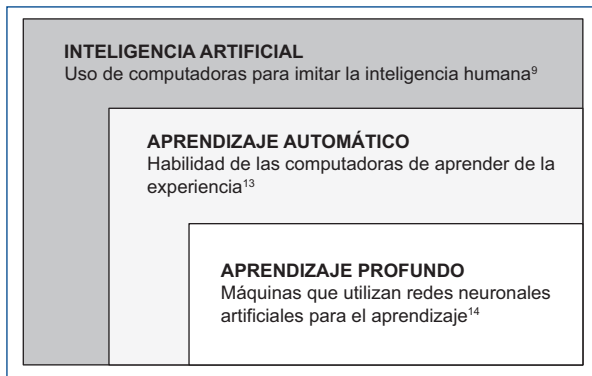 INTELIGENCIA ARTIFICIAL
Uso de computadoras para imitar la inteligencia humana⁹
APRENDIZAJE AUTOMÁTICO
Habilidad de las computadoras de aprender de la
experiencia¹³
APRENDIZAJE PROFUNDO
Máquinas que utilizan redes neuronales
artificiales para el aprendizaje¹⁴